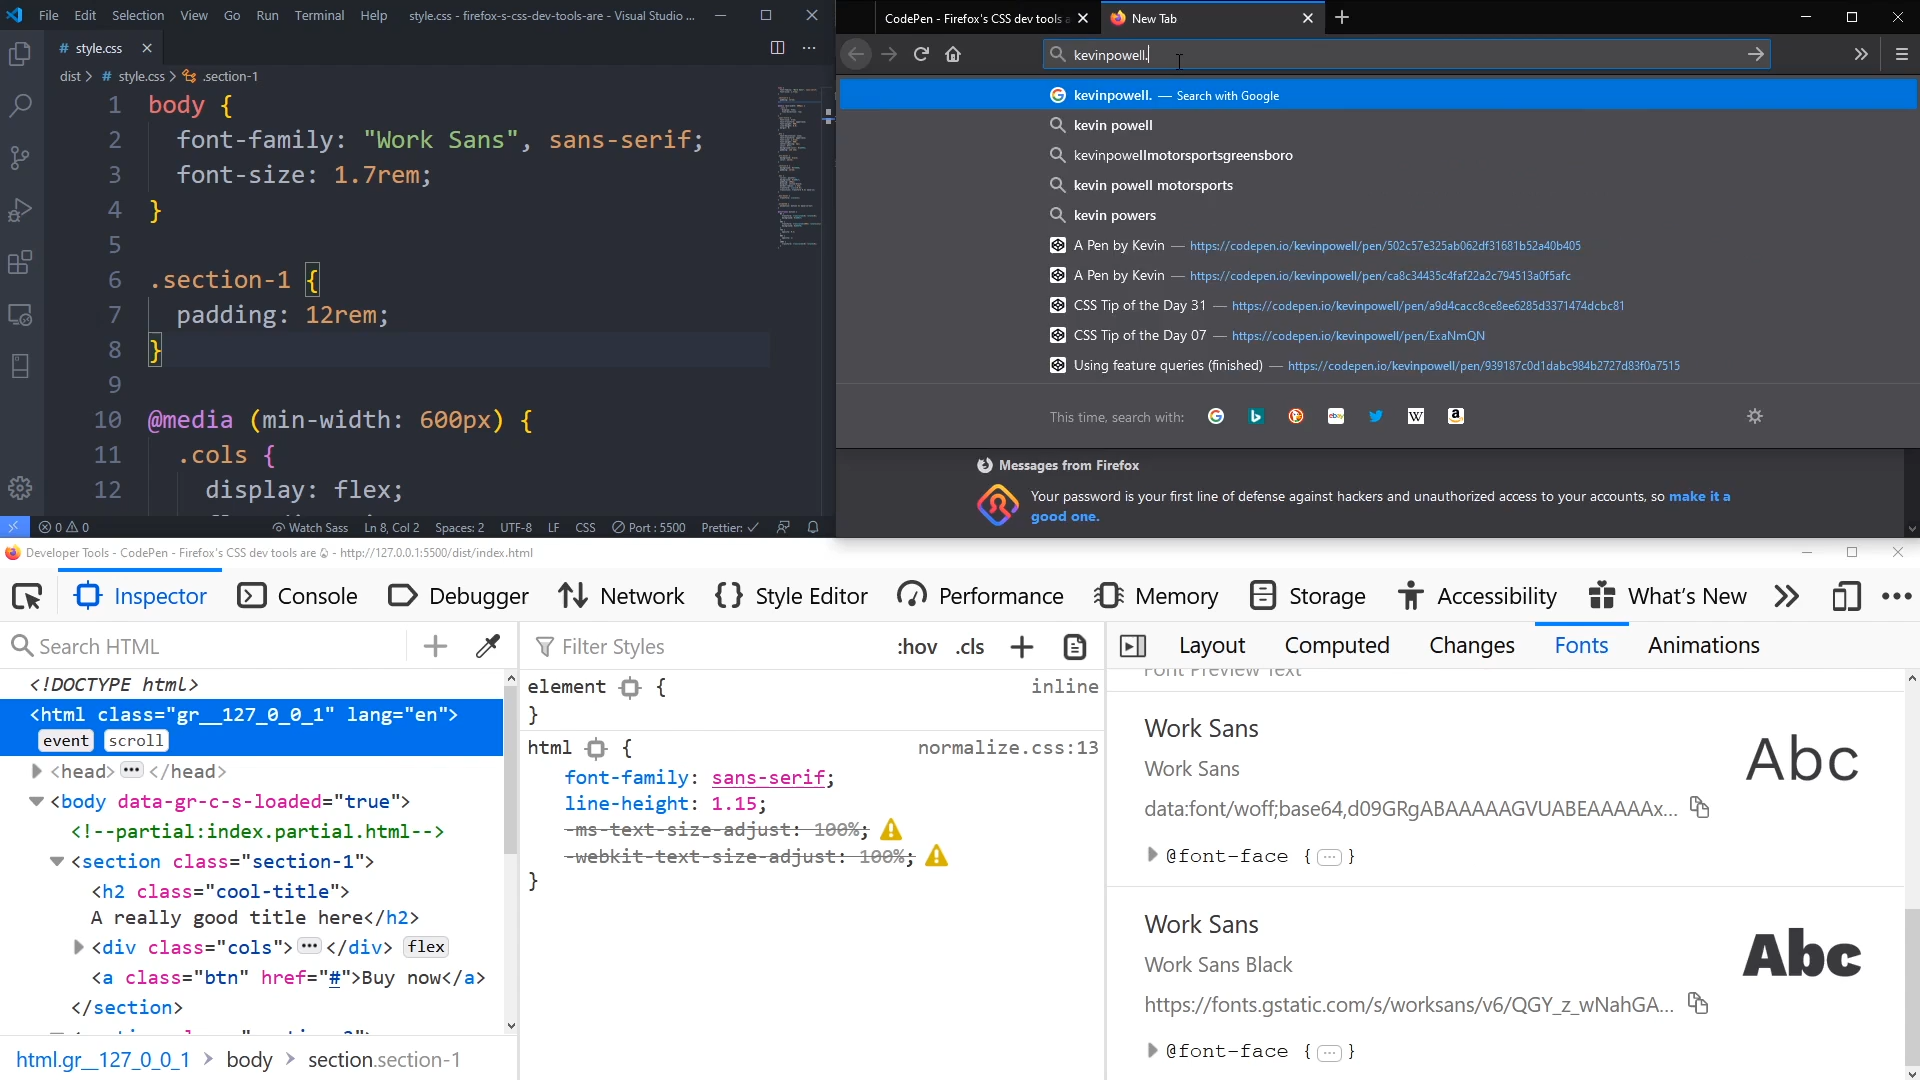 File Edit Selection View Go Run Terminal Help style.css - firefox-s-css-dev-tools-are - Visual Studio ...
# style.css
dist > # style.css > .section-1
1 body {
2 font-family: "Work Sans", sans-serif;
3 font-size: 1.7rem;
4 }
5
6 .section-1 {
7 padding: 12rem;
8 }
9
10 @media (min-width: 600px) {
11 .cols {
12 display: flex;
0 0 Watch Sass Ln 8, Col 2 Spaces: 2 UTF-8 LF CSS Port : 5500 Prettier: ✓
CodePen - Firefox's CSS dev tools a
New Tab
kevinpowell.
kevinpowell. — Search with Google
kevin powell
kevinpowellmotorsportsgreensboro
kevin powell motorsports
kevin powers
A Pen by Kevin — https://codepen.io/kevinpowell/pen/502c57e325ab062df31681b52a40b405
A Pen by Kevin — https://codepen.io/kevinpowell/pen/ca8c34435c4faf22a2c794513a0f5afc
CSS Tip of the Day 31 — https://codepen.io/kevinpowell/pen/a9d4cacc8ce8ee6285d3371474dcbc81
CSS Tip of the Day 07 — https://codepen.io/kevinpowell/pen/ExaNmQN
Using feature queries (finished) — https://codepen.io/kevinpowell/pen/939187c0d1dabc984b2727d83f0a7515
This time, search with:
Messages from Firefox
Your password is your first line of defense against hackers and unauthorized access to your accounts, so make it a
good one.
Developer Tools - CodePen - Firefox's CSS dev tools are - http://127.0.0.1:5500/dist/index.html
Inspector Console Debugger Network Style Editor Performance Memory Storage Accessibility What's New
Search HTML
<!DOCTYPE html>
<html class="gr__127_0_0_1" lang="en">
event scroll
<head> ••• </head>
<body data-gr-c-s-loaded="true">
<!--partial:index.partial.html-->
<section class="section-1">
<h2 class="cool-title">
A really good title here</h2>
<div class="cols"> ••• </div> flex
<a class="btn" href="#">Buy now</a>
</section>
html.gr__127_0_0_1 > body > section.section-1
Filter Styles :hov .cls
element { inline
}
html { normalize.css:13
font-family: sans-serif;
line-height: 1.15;
-ms-text-size-adjust: 100%;
-webkit-text-size-adjust: 100%;
}
Layout Computed Changes Fonts Animations
Font Preview Text
Work Sans
Work Sans
Abc
data:font/woff;base64,d09GRgABAAAAAGVUABEAAAAAx...
@font-face { ... }
Work Sans
Work Sans Black
Abc
https://fonts.gstatic.com/s/worksans/v6/QGY_z_wNahGA...
@font-face { ... }